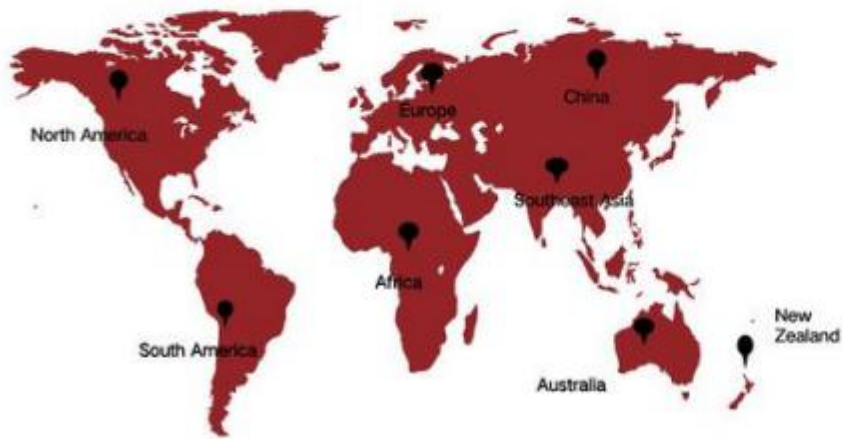 Europe
China
North America
Southeast Asia
Africa
South America
New
Zealand
Australia